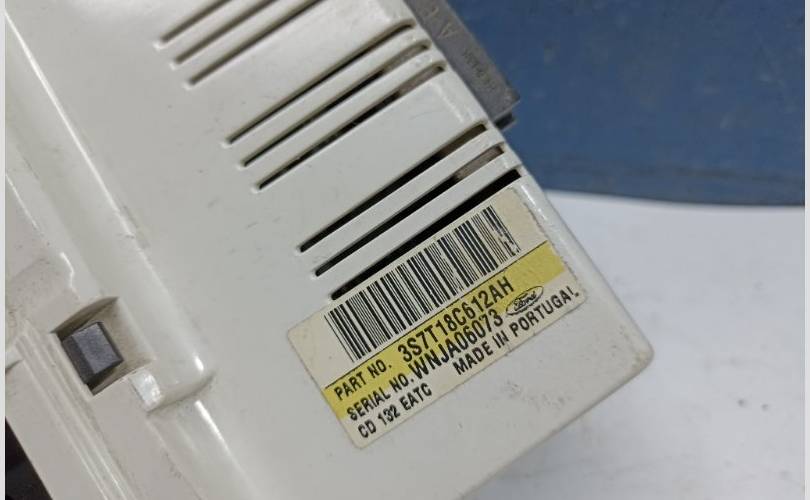 PART NO. 3S7T18C612AH
SERIAL NO. WNJA06073 Ford
CD 132 EATC MADE IN PORTUGAL